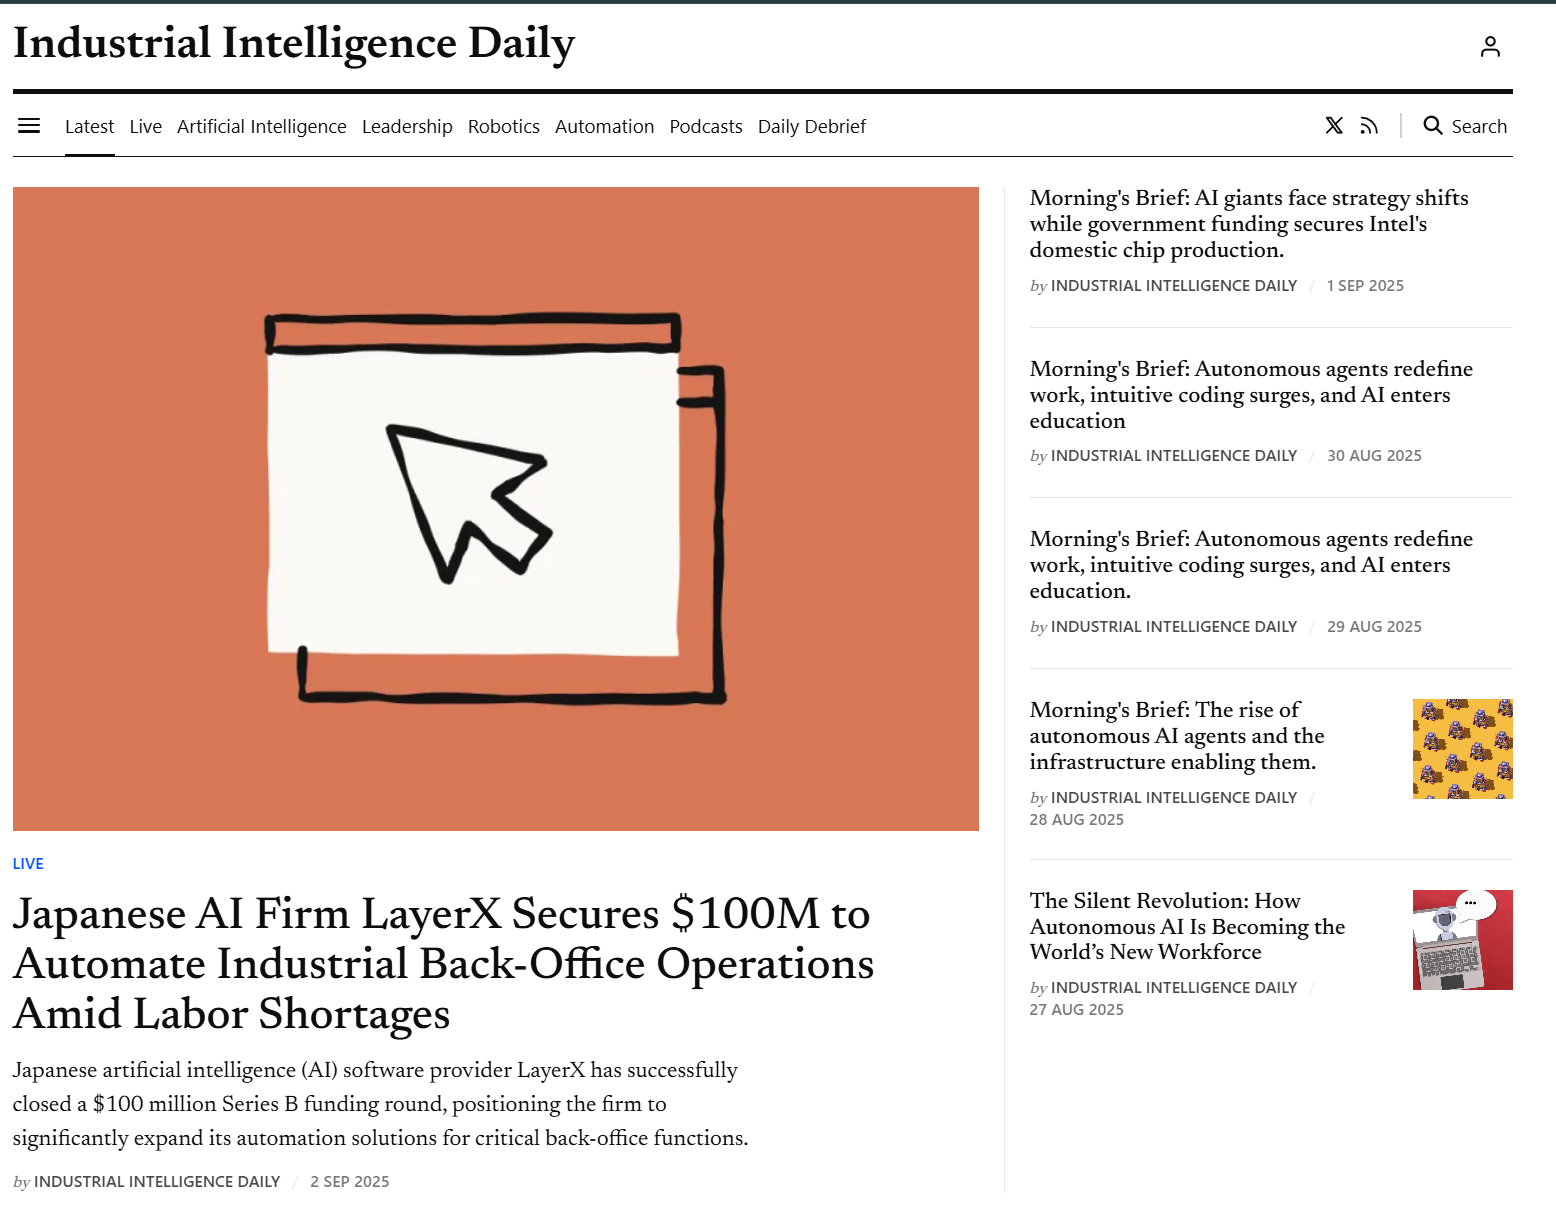 Industrial Intelligence Daily
Latest Live Artificial Intelligence Leadership Robotics Automation Podcasts Daily Debrief
Search
LIVE
Japanese AI Firm LayerX Secures $100M to
Automate Industrial Back-Office Operations
Amid Labor Shortages
Japanese artificial intelligence (AI) software provider LayerX has successfully
closed a $100 million Series B funding round, positioning the firm to
significantly expand its automation solutions for critical back-office functions.
by INDUSTRIAL INTELLIGENCE DAILY / 2 SEP 2025
Morning's Brief: AI giants face strategy shifts
while government funding secures Intel's
domestic chip production.
by INDUSTRIAL INTELLIGENCE DAILY / 1 SEP 2025
Morning's Brief: Autonomous agents redefine
work, intuitive coding surges, and AI enters
education
by INDUSTRIAL INTELLIGENCE DAILY / 30 AUG 2025
Morning's Brief: Autonomous agents redefine
work, intuitive coding surges, and AI enters
education.
by INDUSTRIAL INTELLIGENCE DAILY / 29 AUG 2025
Morning's Brief: The rise of
autonomous AI agents and the
infrastructure enabling them.
by INDUSTRIAL INTELLIGENCE DAILY /
28 AUG 2025
The Silent Revolution: How
Autonomous AI Is Becoming the
World’s New Workforce
by INDUSTRIAL INTELLIGENCE DAILY /
27 AUG 2025